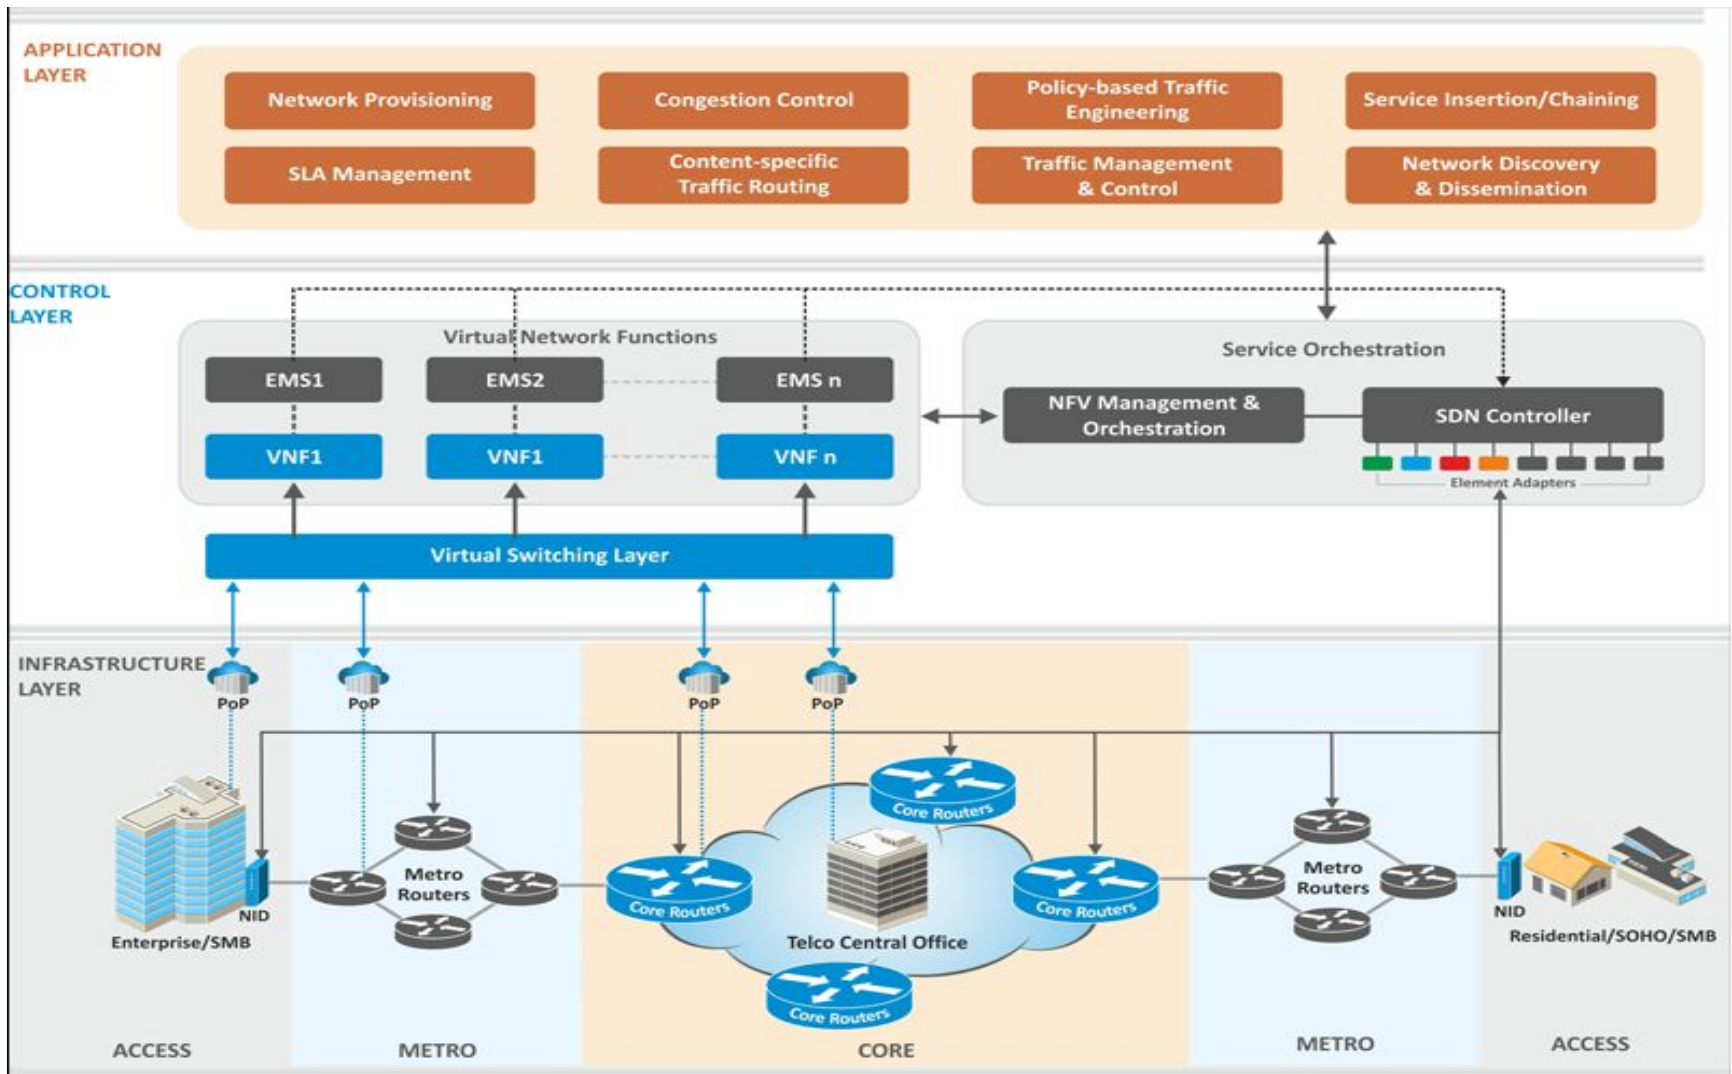 APPLICATION
LAYER
Network Provisioning
Congestion Control
Policy-based Traffic
Engineering
Service Insertion/Chaining
SLA Management
Content-specific
Traffic Routing
Traffic Management
& Control
Network Discovery
& Dissemination
CONTROL
LAYER
Virtual Network Functions
EMS1
EMS2
EMS n
VNF1
VNF1
VNF n
Service Orchestration
NFV Management &
Orchestration
SDN Controller
Element Adapters
Virtual Switching Layer
INFRASTRUCTURE
LAYER
PoP
PoP
PoP
PoP
Core Routers
Metro
Routers
Core Routers
Core Routers
Metro
Routers
NID
NID
Enterprise/SMB
Telco Central Office
Residential/SOHO/SMB
Core Routers
ACCESS
METRO
CORE
METRO
ACCESS